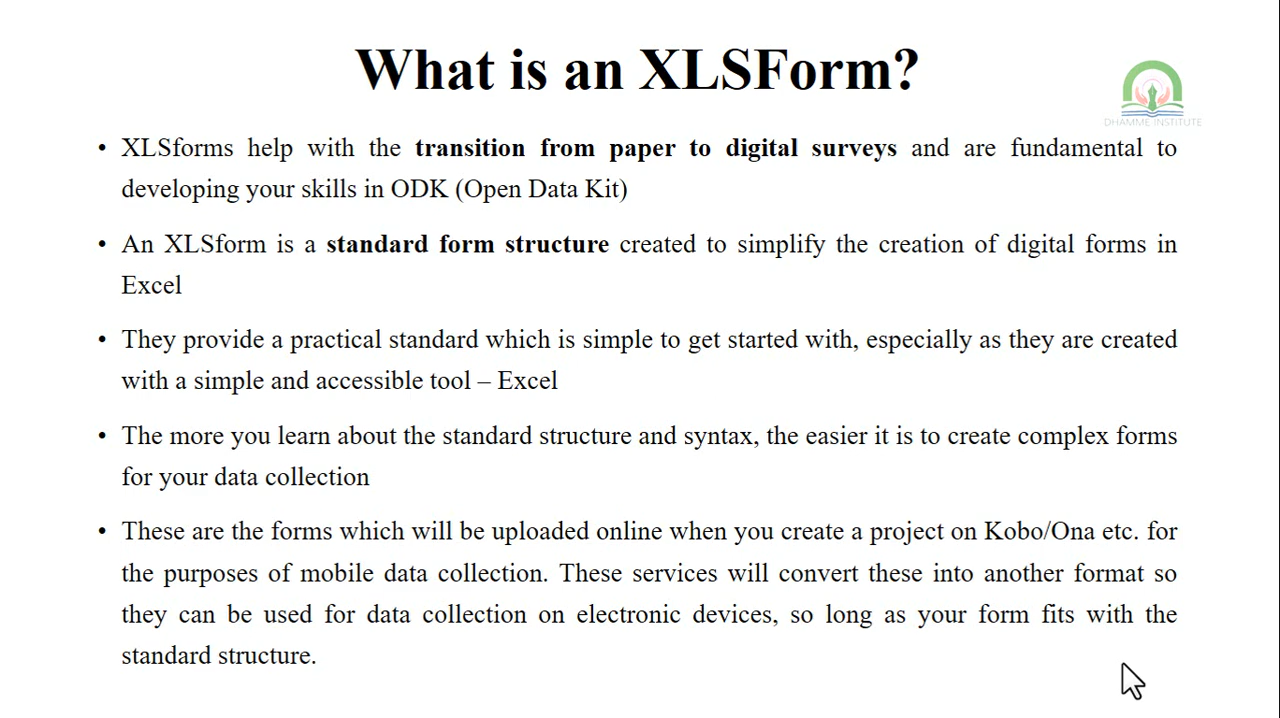 What is an XLSForm?
DHAMME INSTITUTE
• XLSforms help with the transition from paper to digital surveys and are fundamental to
developing your skills in ODK (Open Data Kit)
• An XLSform is a standard form structure created to simplify the creation of digital forms in
Excel
• They provide a practical standard which is simple to get started with, especially as they are created
with a simple and accessible tool – Excel
• The more you learn about the standard structure and syntax, the easier it is to create complex forms
for your data collection
• These are the forms which will be uploaded online when you create a project on Kobo/Ona etc. for
the purposes of mobile data collection. These services will convert these into another format so
they can be used for data collection on electronic devices, so long as your form fits with the
standard structure.